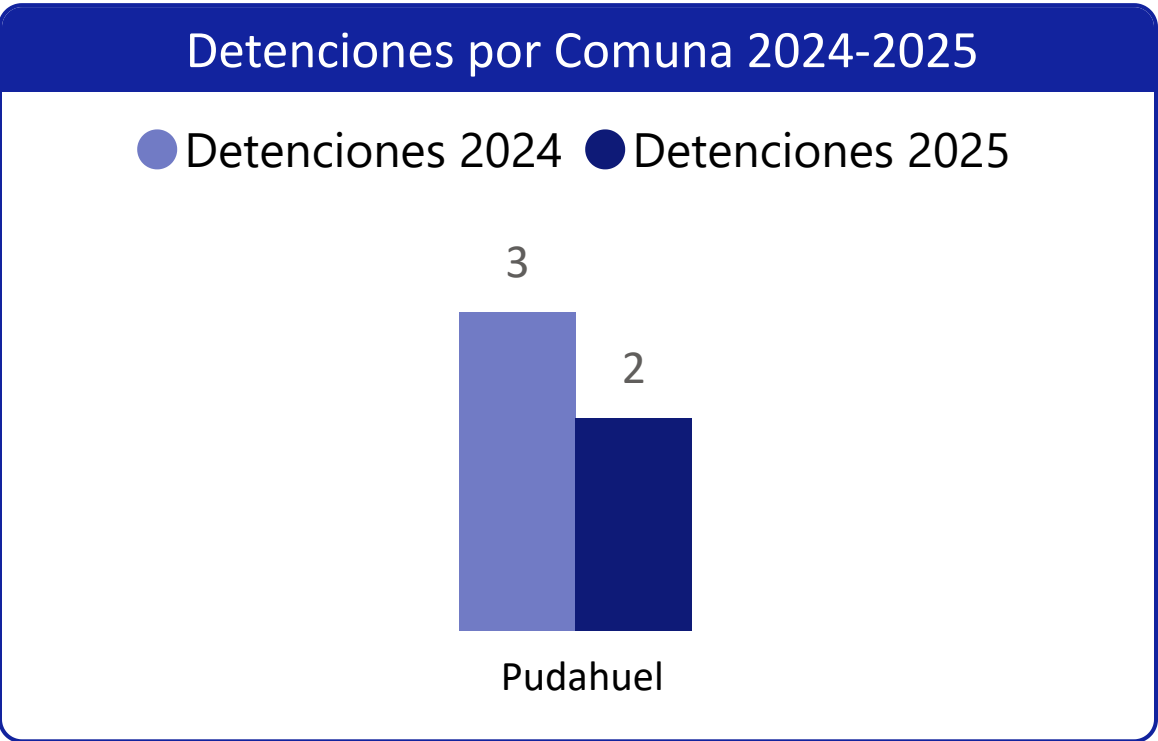 Detenciones por Comuna 2024-2025
Detenciones 2024 Detenciones 2025
3
2
Pudahuel